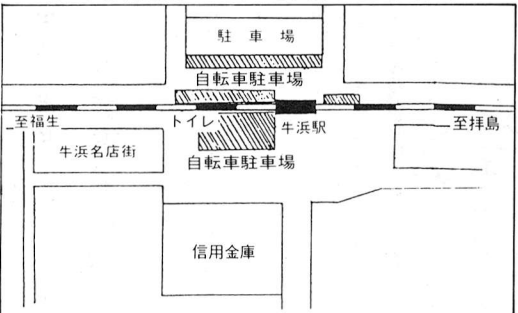 駐車場
自転車駐車場
至福生
トイレ
牛浜駅
至拝島
牛浜名店街
自転車駐車場
信用金庫